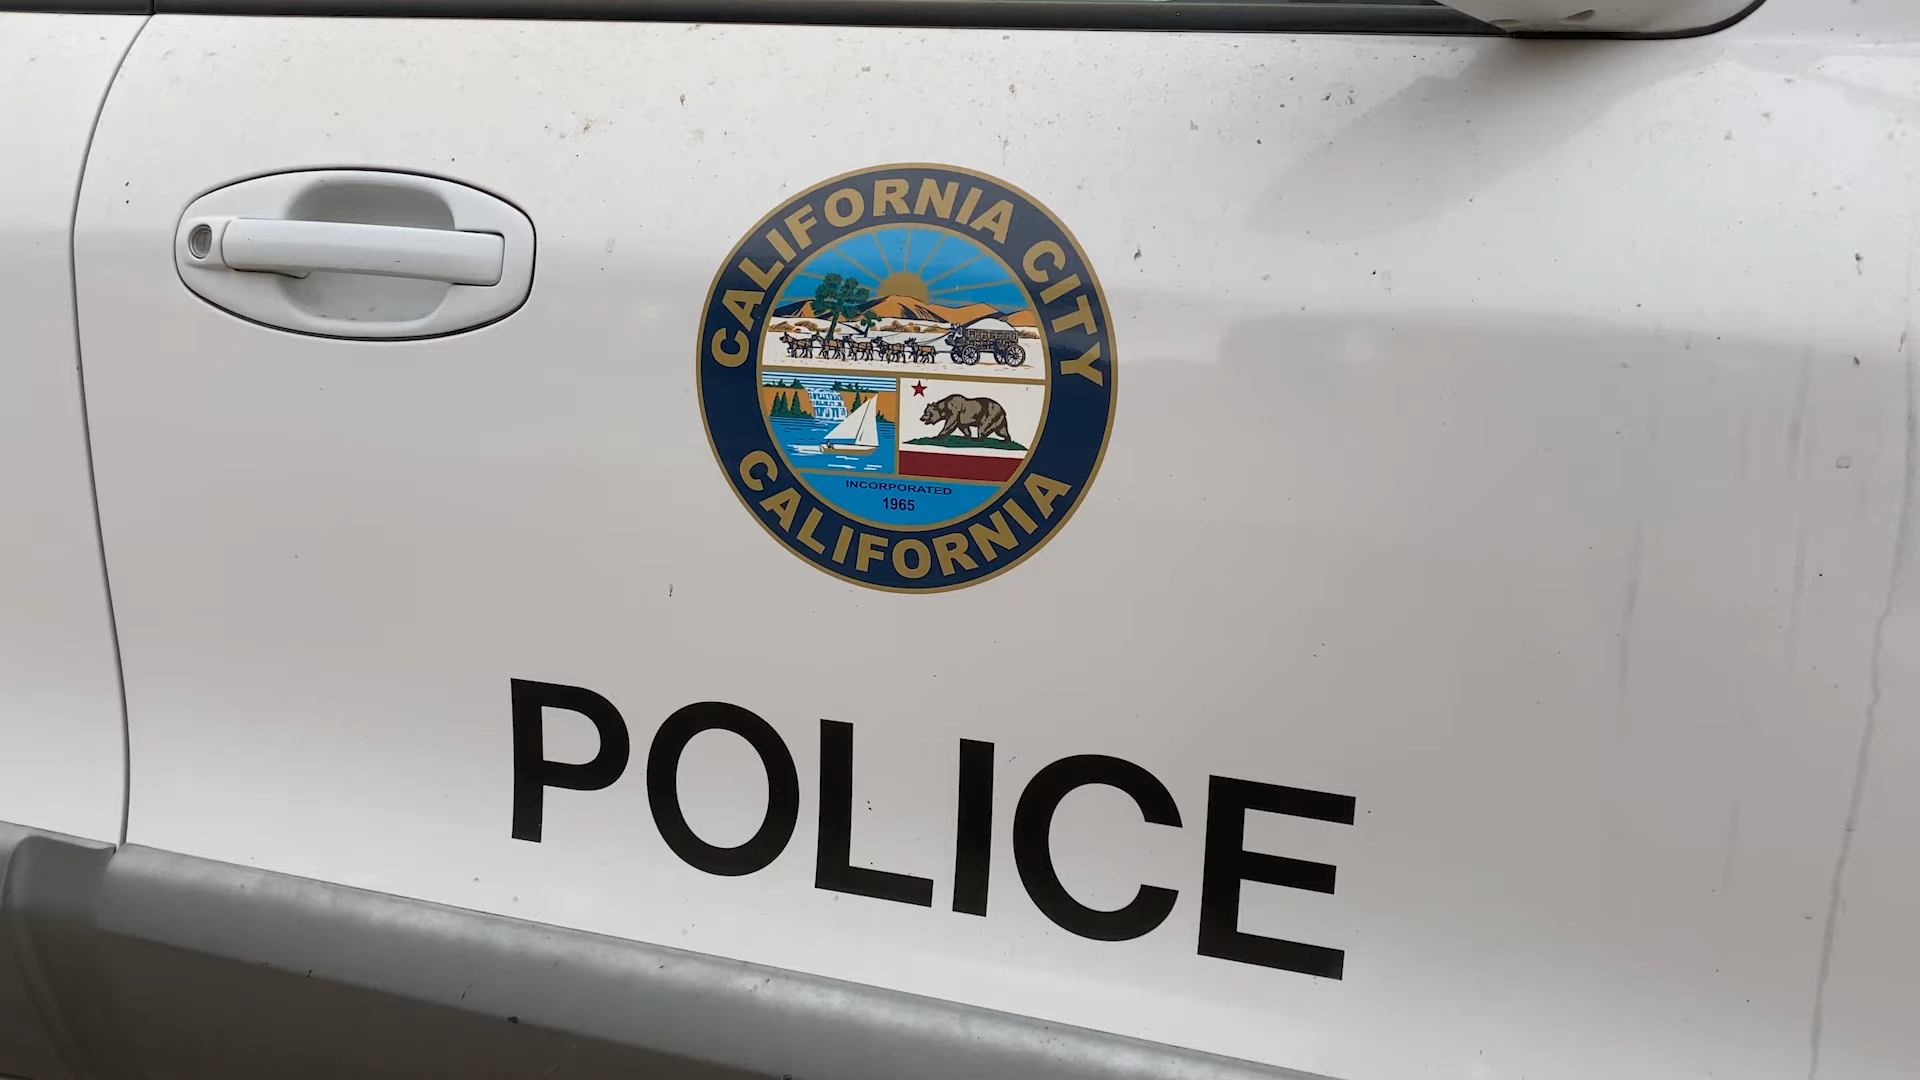 CALIFORNIA CITY
INCORPORATED
1965
CALIFORNIA
POLICE